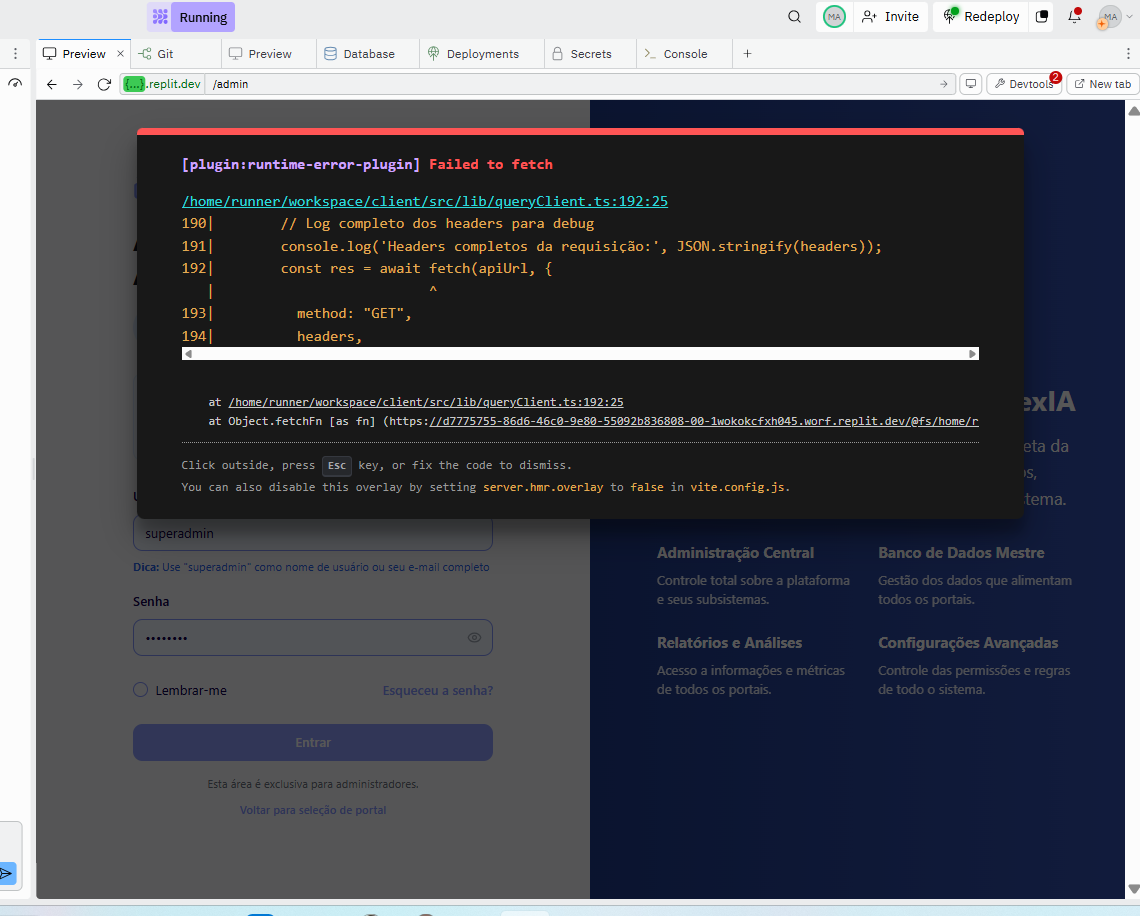 Running
MA
Invite
Redeploy
MA
Preview
Git
Preview
Database
Deployments
Secrets
Console
{...}.replit.dev
/admin
Devtools
2
New tab
[plugin:runtime-error-plugin] Failed to fetch
/home/runner/workspace/client/src/lib/queryClient.ts:192:25
190| // Log completo dos headers para debug
191| console.log('Headers completos da requisição:', JSON.stringify(headers));
192| const res = await fetch(apiUrl, {
| ^
193| method: "GET",
194| headers,
at /home/runner/workspace/client/src/lib/queryClient.ts:192:25
at Object.fetchFn [as fn] (https://d7775755-86d6-46c0-9e80-55092b836808-00-1wokokcfxh045.worf.replit.dev/@fs/home/r
Click outside, press Esc key, or fix the code to dismiss.
You can also disable this overlay by setting server.hmr.overlay to false in vite.config.js.
exIA
eta da
os,
tema.
superadmin
Dica: Use "superadmin" como nome de usuário ou seu e-mail completo
Senha
••••••••
Lembrar-me
Esqueceu a senha?
Entrar
Esta área é exclusiva para administradores.
Voltar para seleção de portal
Administração Central
Controle total sobre a plataforma
e seus subsistemas.
Banco de Dados Mestre
Gestão dos dados que alimentam
todos os portais.
Relatórios e Análises
Acesso a informações e métricas
de todos os portais.
Configurações Avançadas
Controle das permissões e regras
de todo o sistema.